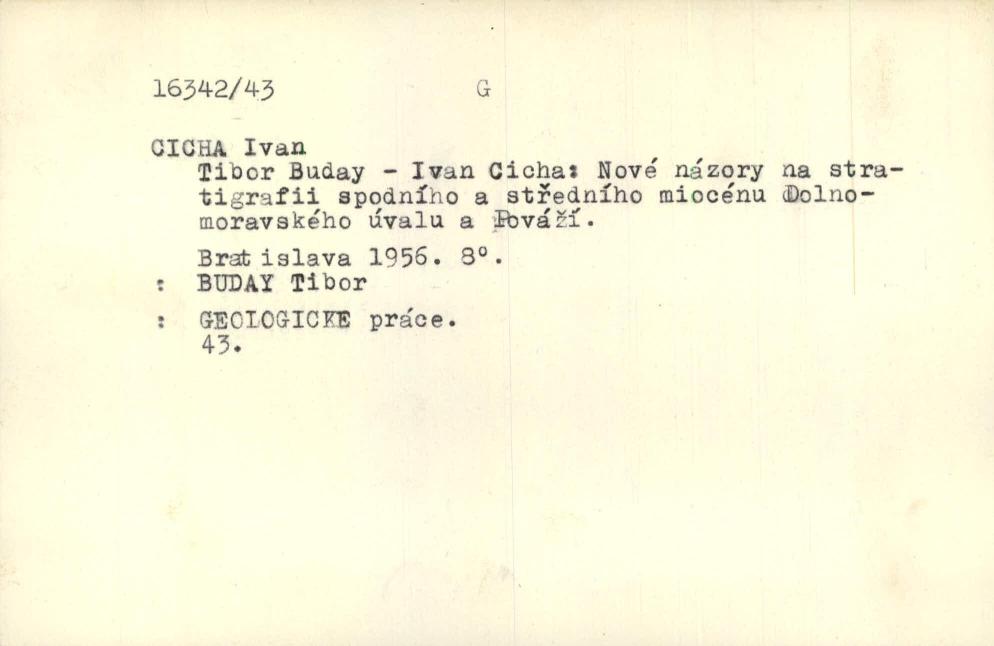 16342/43 G
CICHA Ivan
Tibor Buday - Ivan Cicha: Nové názory na stra-
tigrafii spodního a středního miocénu Dolno-
moravského úvalu a Pováží.
Bratislava 1956. 8°.
: BUDAY Tibor
: GEOLOGICKE práce.
43.